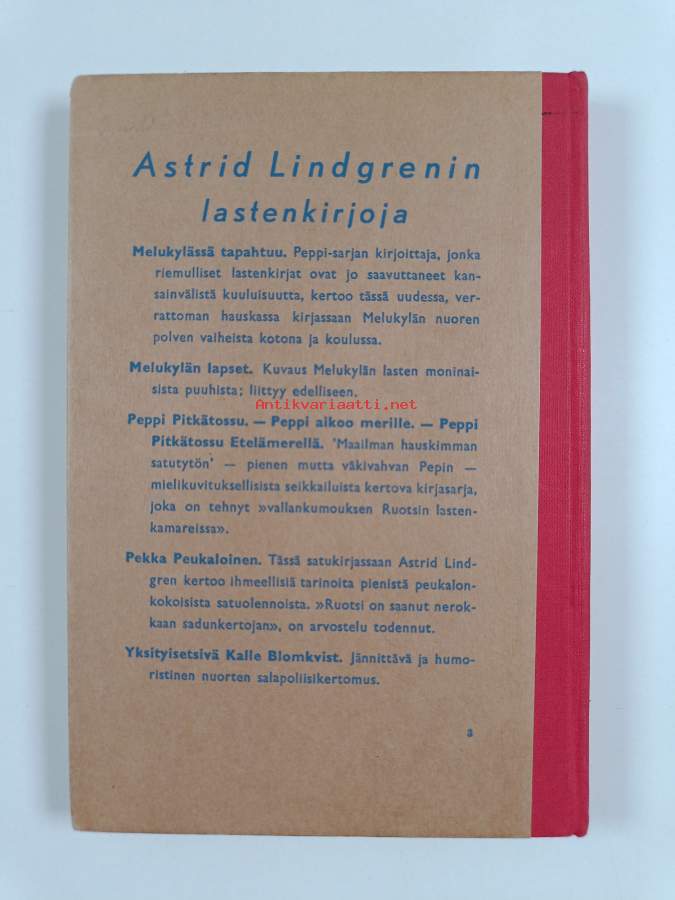 Astrid Lindgrenin
lastenkirjoja
Melukylässä tapahtuu. Peppi-sarjan kirjoittaja, jonka
riemulliset lastenkirjat ovat jo saavuttaneet kan-
sainvälistä kuuluisuutta, kertoo tässä uudessa, ver-
rattoman hauskassa kirjassaan Melukylän nuoren
polven vaiheista kotona ja koulussa.
Melukylän lapset. Kuvaus Melukylän lasten moninai-
sista puuhista; liittyy edelliseen.
Antikvariaatti.net
Peppi Pitkätossu. — Peppi aikoo merille. — Peppi
Pitkätossu Etelämerellä. 'Maailman hauskimman
satutytön' — pienen mutta väkivahvan Pepin —
mielikuvituksellisista seikkailuista kertova kirjasarja,
joka on tehnyt »vallankumouksen Ruotsin lasten-
kamareissa».
Pekka Peukaloinen. Tässä satukirjassaan Astrid Lind-
gren kertoo ihmeellisiä tarinoita pienistä peukalon-
kokoisista satuolennoista. »Ruotsi on saanut nerok-
kaan sadunkertojan», on arvostelu todennut.
Yksityisetsivä Kalle Blomkvist. Jännittävä ja humo-
ristinen nuorten salapoliisikertomus.